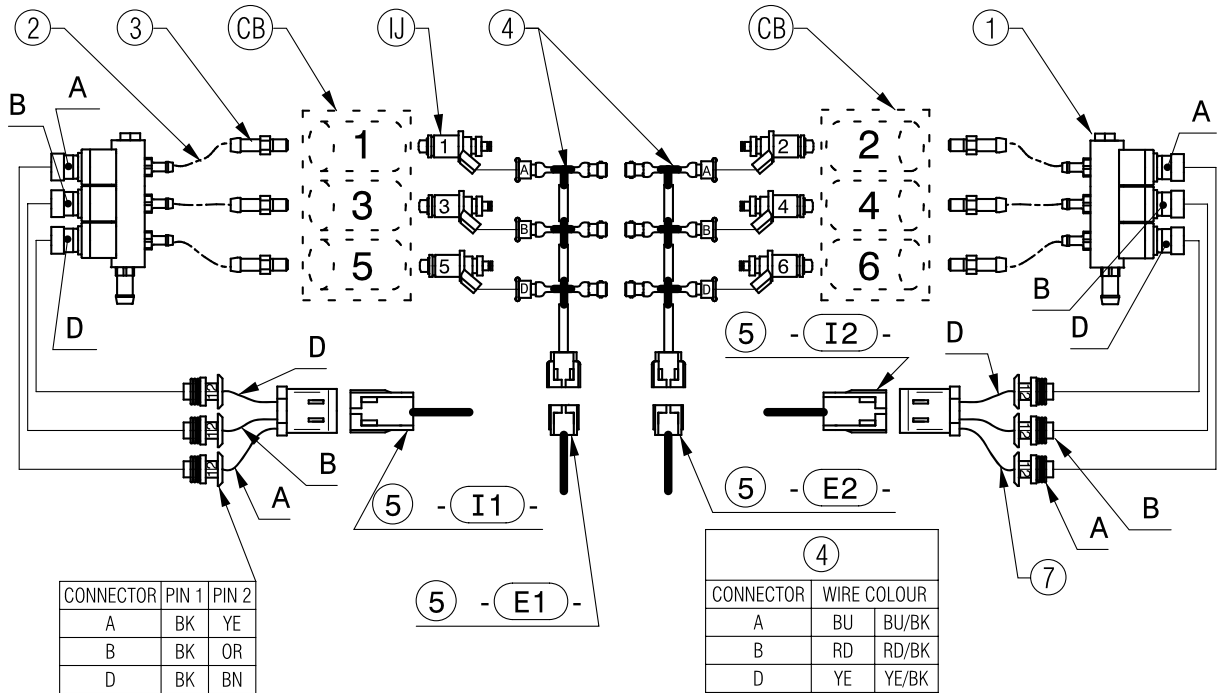 2 3 CB IJ 4 CB 1
A A
B
1 1 2 2
A A
3 3 4 4
B B D
5 5 6 6
D D B
D D
5 - I2 -
D D
B
5 - I1 - 5 - E2 - B
A A
5 - E1 - 7
CONNECTOR PIN 1 PIN 2
A BK YE
B BK OR
D BK BN
4
CONNECTOR WIRE COLOUR
A BU BU/BK
B RD RD/BK
D YE YE/BK